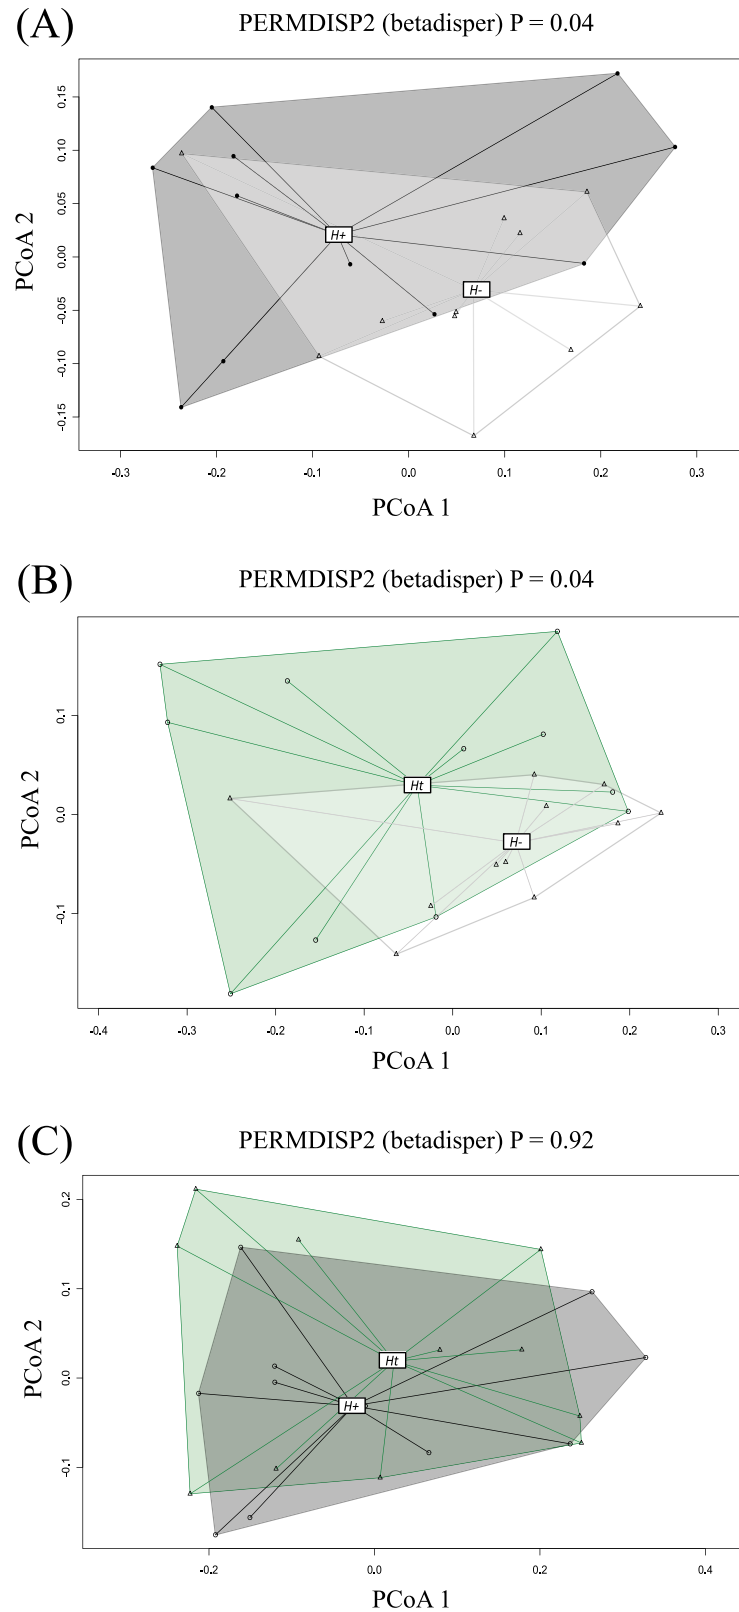 (A)
PERMDISP2 (betadisper) P = 0.04
PCoA 2
0.15
0.10
0.05
0.00
-0.05
-0.10
-0.15
H+
H-
-0.3
-0.2
-0.1
0.0
0.1
0.2
0.3
PCoA 1
(B)
PERMDISP2 (betadisper) P = 0.04
PCoA 2
0.1
0.0
-0.1
Ht
H-
-0.4
-0.3
-0.2
-0.1
0.0
0.1
0.2
0.3
PCoA 1
(C)
PERMDISP2 (betadisper) P = 0.92
PCoA 2
0.2
0.1
0.0
-0.1
Ht
H+
-0.2
0.0
0.2
0.4
PCoA 1